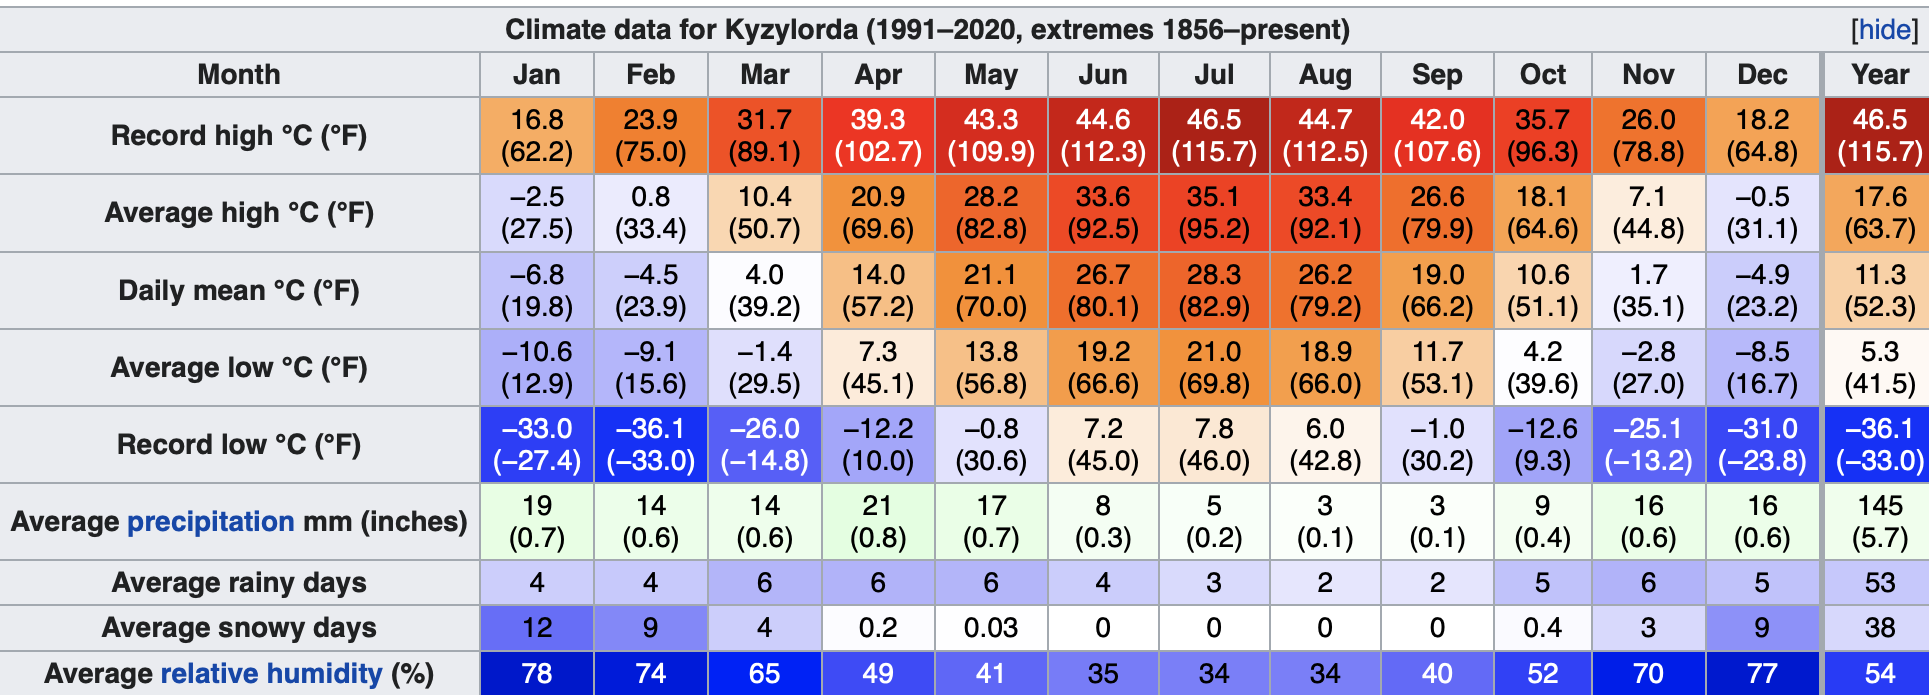 Climate data for Kyzylorda (1991–2020, extremes 1856–present) [hide]
Month Jan Feb Mar Apr May Jun Jul Aug Sep Oct Nov Dec Year
Record high °C (°F) 16.8 23.9 31.7 39.3 43.3 44.6 46.5 44.7 42.0 35.7 26.0 18.2 46.5
(62.2) (75.0) (89.1) (102.7) (109.9) (112.3) (115.7) (112.5) (107.6) (96.3) (78.8) (64.8) (115.7)
Average high °C (°F) −2.5 0.8 10.4 20.9 28.2 33.6 35.1 33.4 26.6 18.1 7.1 −0.5 17.6
(27.5) (33.4) (50.7) (69.6) (82.8) (92.5) (95.2) (92.1) (79.9) (64.6) (44.8) (31.1) (63.7)
Daily mean °C (°F) −6.8 −4.5 4.0 14.0 21.1 26.7 28.3 26.2 19.0 10.6 1.7 −4.9 11.3
(19.8) (23.9) (39.2) (57.2) (70.0) (80.1) (82.9) (79.2) (66.2) (51.1) (35.1) (23.2) (52.3)
Average low °C (°F) −10.6 −9.1 −1.4 7.3 13.8 19.2 21.0 18.9 11.7 4.2 −2.8 −8.5 5.3
(12.9) (15.6) (29.5) (45.1) (56.8) (66.6) (69.8) (66.0) (53.1) (39.6) (27.0) (16.7) (41.5)
Record low °C (°F) −33.0 −36.1 −26.0 −12.2 −0.8 7.2 7.8 6.0 −1.0 −12.6 −25.1 −31.0 −36.1
(−27.4) (−33.0) (−14.8) (10.0) (30.6) (45.0) (46.0) (42.8) (30.2) (9.3) (−13.2) (−23.8) (−33.0)
Average precipitation mm (inches) 19 14 14 21 17 8 5 3 3 9 16 16 145
(0.7) (0.6) (0.6) (0.8) (0.7) (0.3) (0.2) (0.1) (0.1) (0.4) (0.6) (0.6) (5.7)
Average rainy days 4 4 6 6 6 4 3 2 2 5 6 5 53
Average snowy days 12 9 4 0.2 0.03 0 0 0 0 0.4 3 9 38
Average relative humidity (%) 78 74 65 49 41 35 34 34 40 52 70 77 54